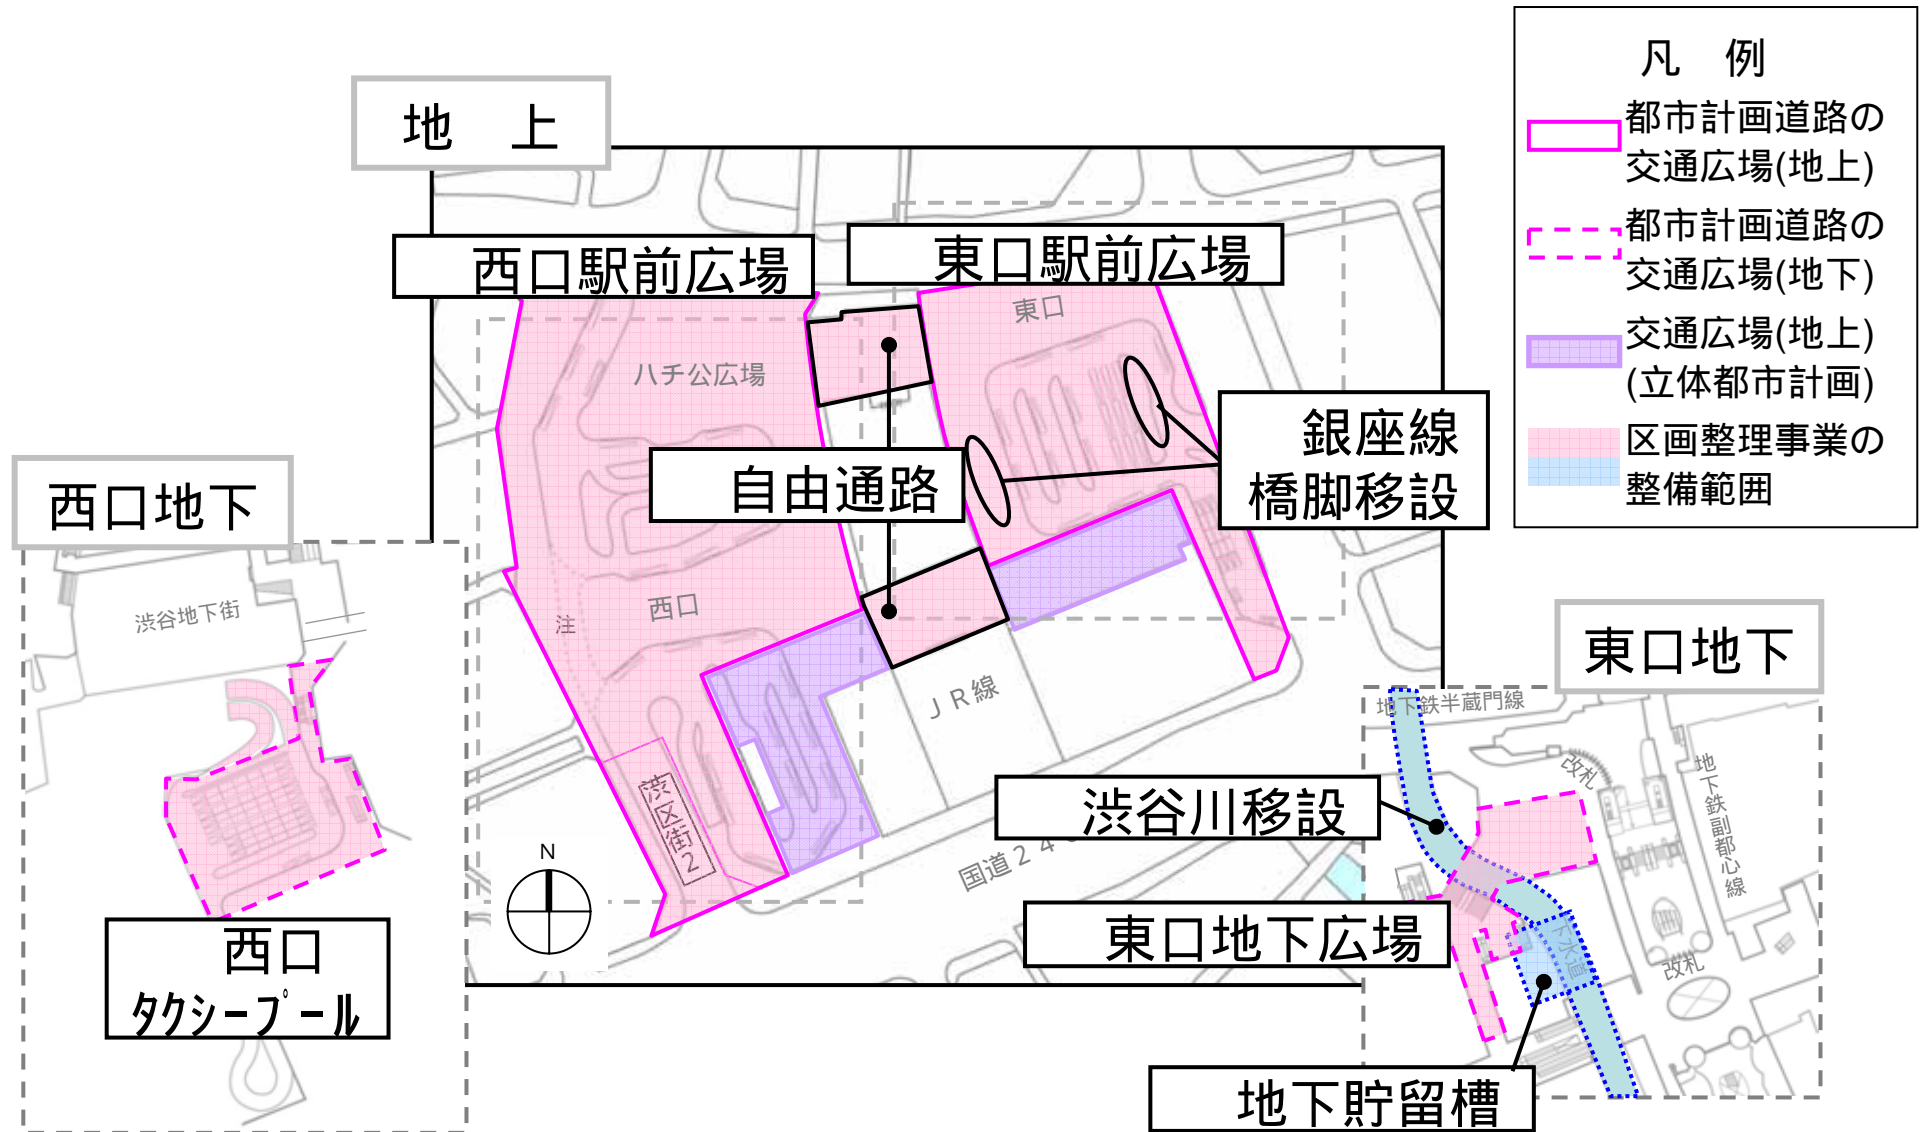 凡 例
都市計画道路の
交通広場(地上)
都市計画道路の
交通広場(地下)
交通広場(地上)
(立体都市計画)
区画整理事業の
整備範囲
地 上
西口駅前広場
東口駅前広場
東口
ハチ公広場
銀座線
橋脚移設
自由通路
西口
注
JR線
渋
区
街
2
国道24
N
西口地下
渋谷地下街
西口
ﾀｸｼｰﾌﾟｰﾙ
東口地下
地下鉄半蔵門線
改札
地下鉄副都心線
渋谷川移設
東口地下広場
下水道
改札
地下貯留槽